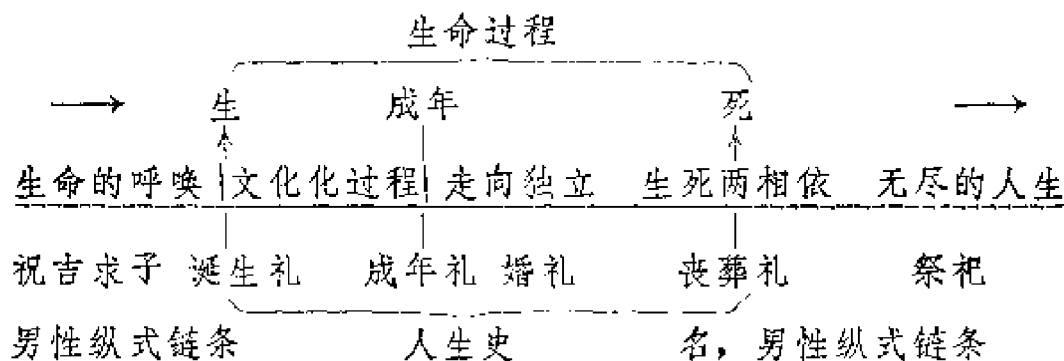 生命过程
生 成年 死
生命的呼唤 文化化过程 走向独立 生死两相依 无尽的人生
祝吉求子 诞生礼 成年礼 婚礼 丧葬礼 祭祀
男性纵式链条 人生史 名，男性纵式链条